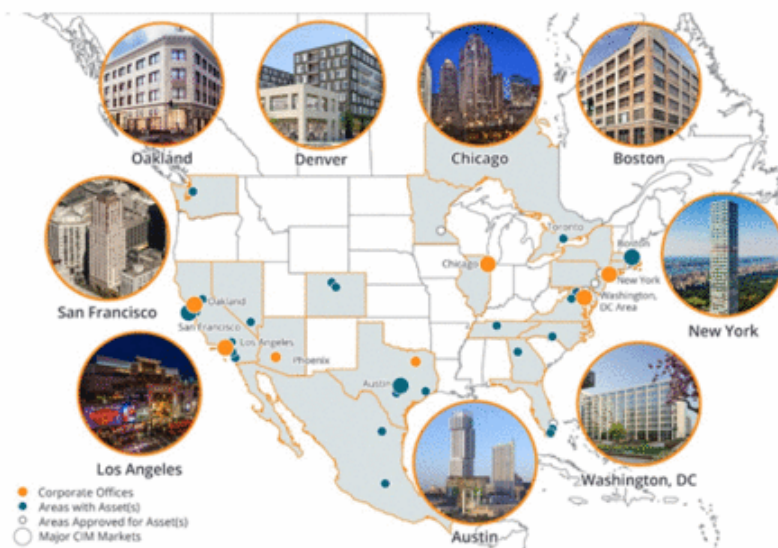 Oakland
Denver
Chicago
Boston
San Francisco
New York
Los Angeles
Washington, DC
Austin
Toronto
Boston
Chicago
New York
Washington,
DC Area
Oakland
San Francisco
Los Angeles
Phoenix
Austin
Corporate Offices
Areas with Asset(s)
Areas Approved for Asset(s)
Major CIM Markets